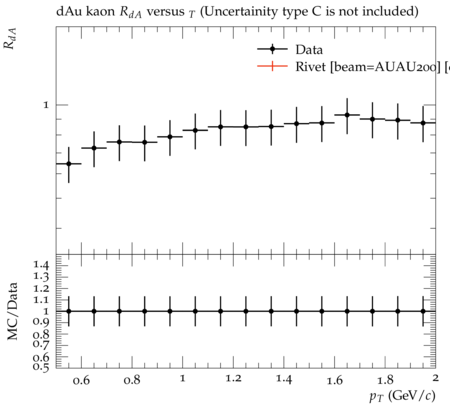 dAu kaon R_dA versus _T (Uncertainity type C is not included)
R_dA
Data
Rivet [beam=AUAU200] [
1
MC/Data
1.4
1.3
1.2
1.1
1
0.9
0.8
0.7
0.6
0.5
0.6 0.8 1 1.2 1.4 1.6 1.8 2
p_T (GeV/c)